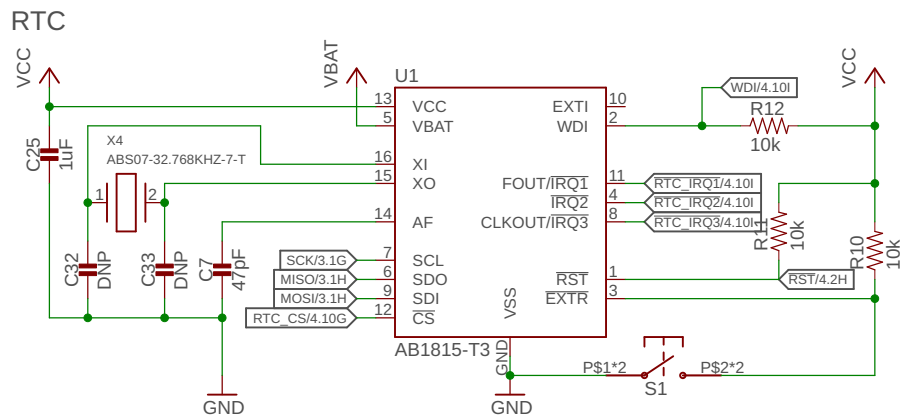 RTC
VCC
VBAT
VCC
U1
13
VCC
5
VBAT
16
XI
15
XO
14
AF
7
SCL
6
SDO
9
SDI
12
CS
EXTI
10
WDI
2
FOUT/IRQ1
11
IRQ2
4
CLKOUT/IRQ3
8
RST
1
EXTR
3
VSS
GND
AB1815-T3
C25
1uF
X4
ABS07-32.768KHZ-7-T
1
2
C32
DNP
C33
DNP
C7
47pF
SCK/3.1G
MISO/3.1H
MOSI/3.1H
RTC_CS/4.10G
WDI/4.10I
R12
10k
RTC_IRQ1/4.10I
RTC_IRQ2/4.10I
RTC_IRQ3/4.10I
R11
10k
R10
10k
RST/4.2H
P$1*2
P$2*2
S1
GND
GND